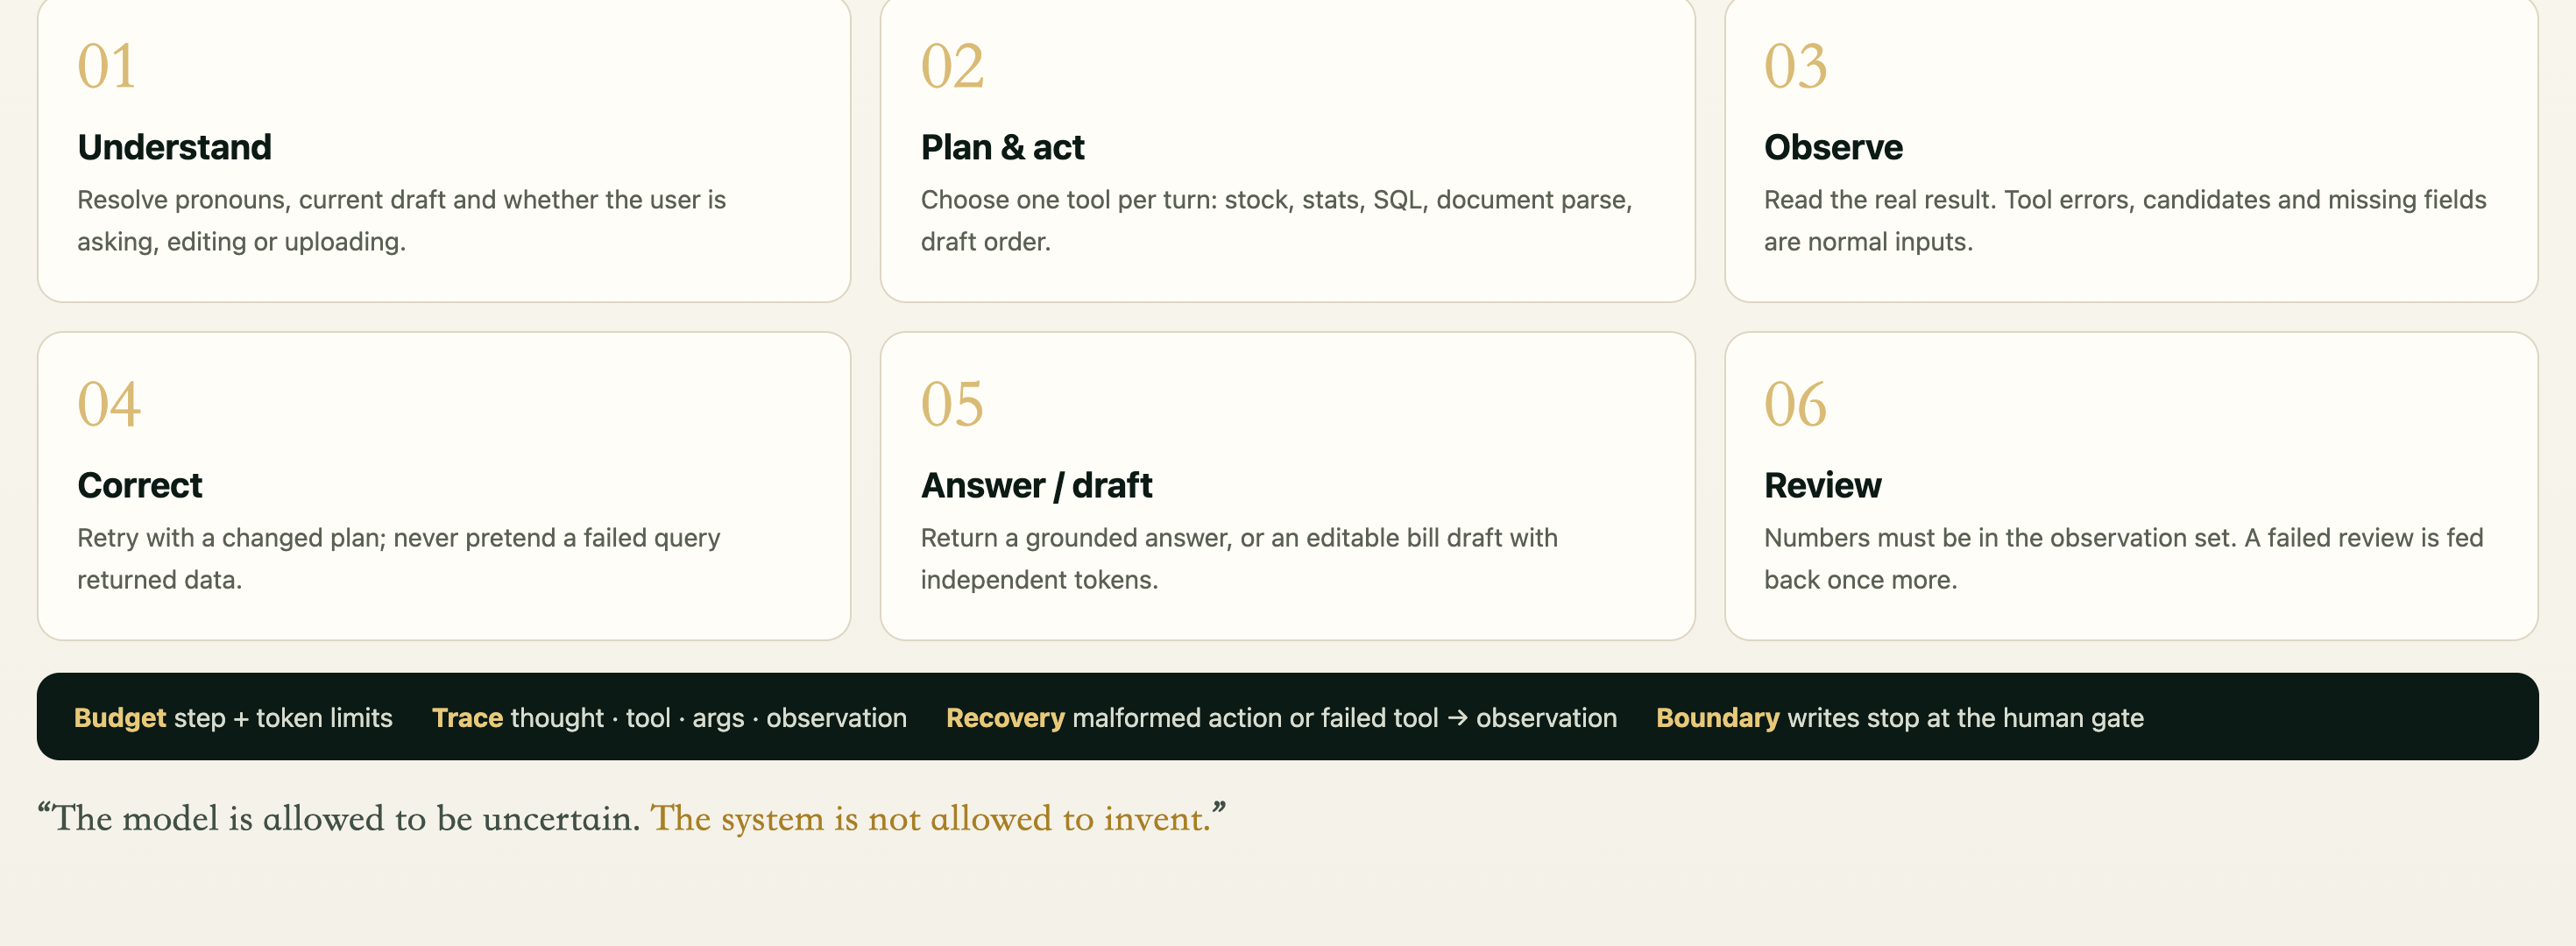 01
Understand
Resolve pronouns, current draft and whether the user is
asking, editing or uploading.
02
Plan & act
Choose one tool per turn: stock, stats, SQL, document parse,
draft order.
03
Observe
Read the real result. Tool errors, candidates and missing fields
are normal inputs.
04
Correct
Retry with a changed plan; never pretend a failed query
returned data.
05
Answer / draft
Return a grounded answer, or an editable bill draft with
independent tokens.
06
Review
Numbers must be in the observation set. A failed review is fed
back once more.
Budget step + token limits Trace thought · tool · args · observation Recovery malformed action or failed tool → observation Boundary writes stop at the human gate
“The model is allowed to be uncertain. The system is not allowed to invent.”